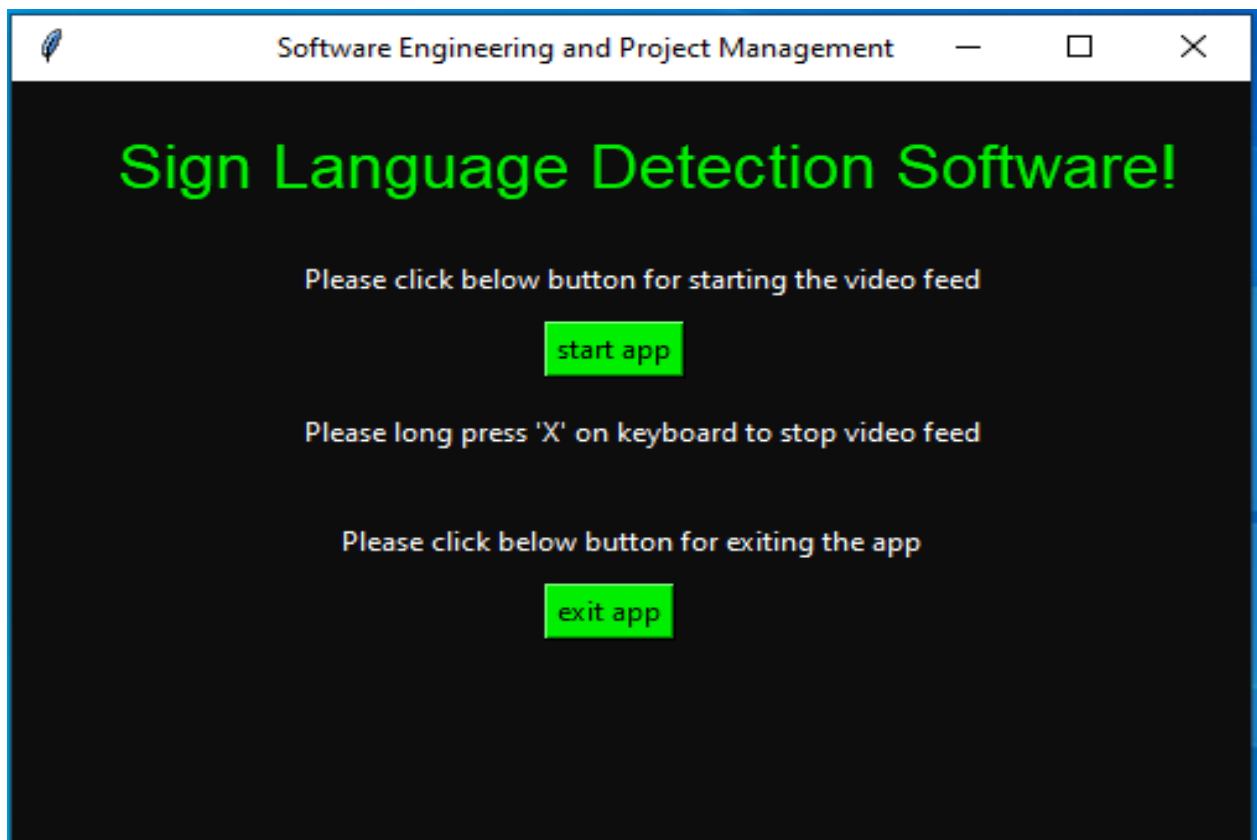 Software Engineering and Project Management
Sign Language Detection Software!
Please click below button for starting the video feed
start app
Please long press 'X' on keyboard to stop video feed
Please click below button for exiting the app
exit app